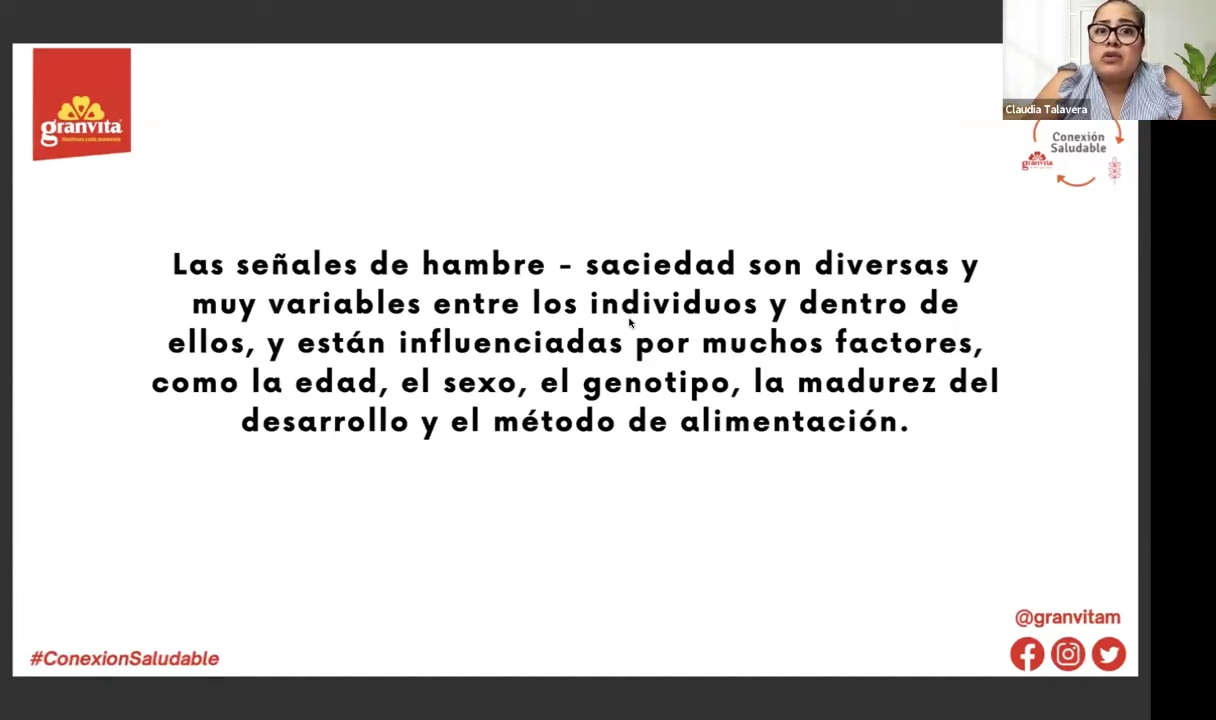 granvita
Claudia Talavera
Conexión
Saludable
granvita
Las señales de hambre - saciedad son diversas y
muy variables entre los individuos y dentro de
ellos, y están influenciadas por muchos factores,
como la edad, el sexo, el genotipo, la madurez del
desarrollo y el método de alimentación.
@granvitam
#ConexionSaludable